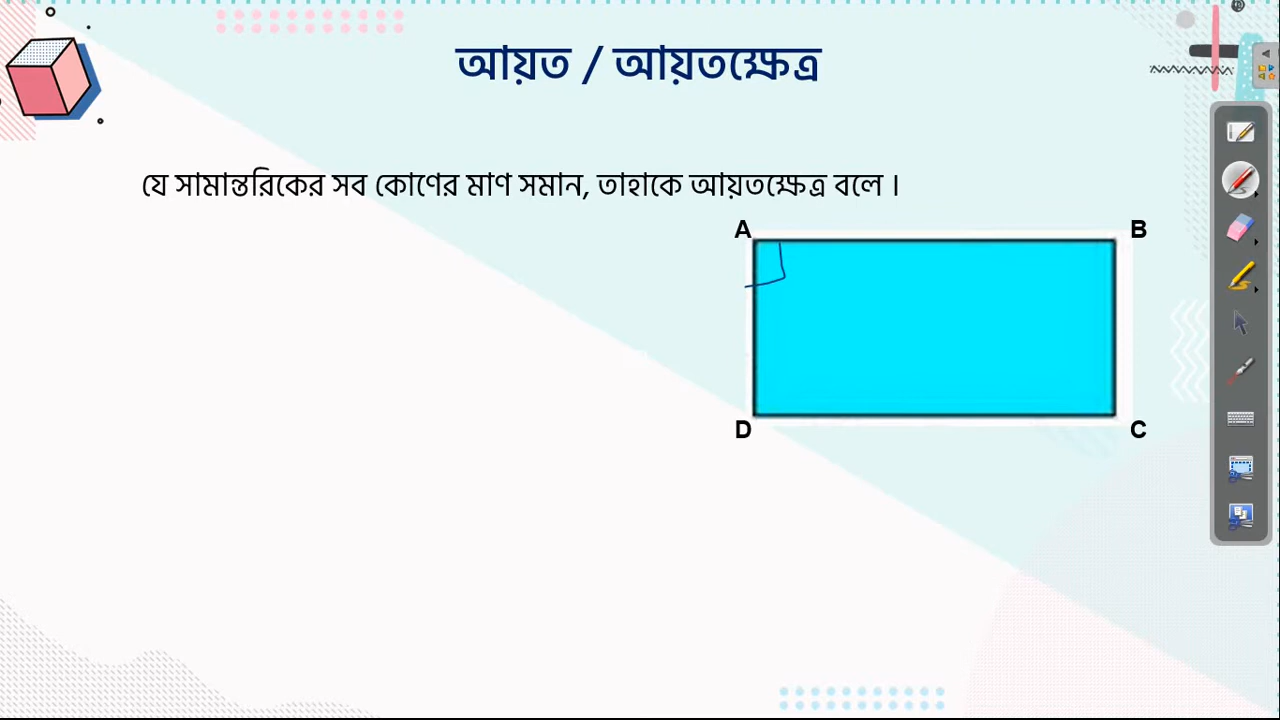 আয়ত / আয়তক্ষেত্র
যে সামান্তরিকের সব কোণের মাণ সমান, তাহাকে আয়তক্ষেত্র বলে ।
A B
D C